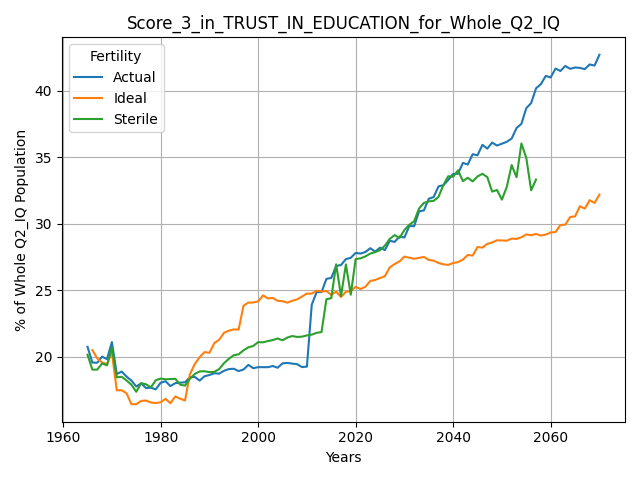 Score_3_in_TRUST_IN_EDUCATION_for_Whole_Q2_IQ
Fertility
Actual
Ideal
Sterile
% of Whole Q2_IQ Population
40
35
30
25
20
1960
1980
2000
2020
2040
2060
Years